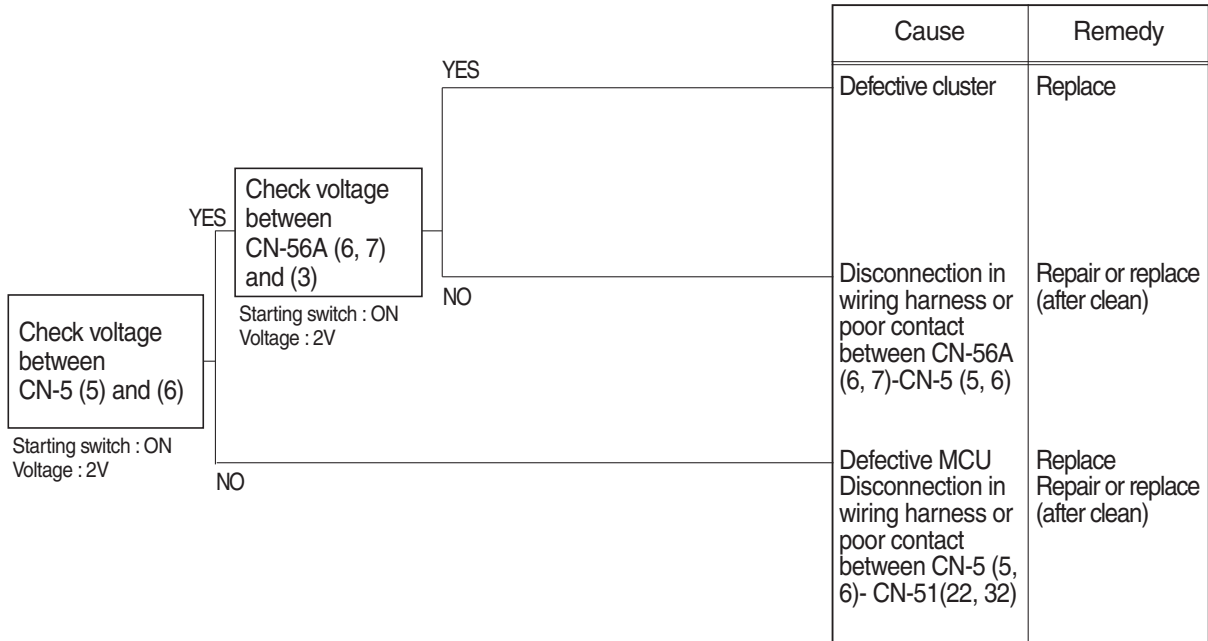 Cause
Remedy
YES
Defective cluster
Replace
Check voltage
between
CN-56A (6, 7)
and (3)
YES
Starting switch : ON
Voltage : 2V
NO
Disconnection in
wiring harness or
poor contact
between CN-56A
(6, 7)-CN-5 (5, 6)
Repair or replace
(after clean)
Check voltage
between
CN-5 (5) and (6)
Starting switch : ON
Voltage : 2V
NO
Defective MCU
Disconnection in
wiring harness or
poor contact
between CN-5 (5,
6)- CN-51(22, 32)
Replace
Repair or replace
(after clean)